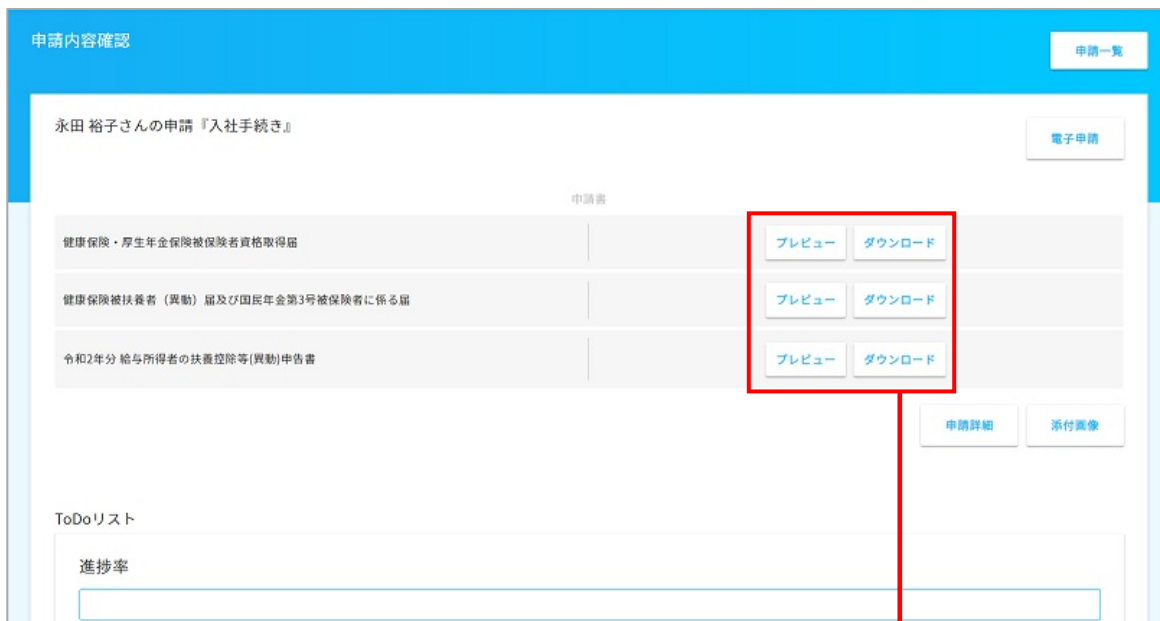 申請内容確認
申請一覧
永田 裕子さんの申請『入社手続き』
電子申請
申請書
健康保険・厚生年金保険被保険者資格取得届
プレビュー ダウンロード
健康保険被扶養者（異動）届及び国民年金第3号被保険者に係る届
プレビュー ダウンロード
令和2年分 給与所得者の扶養控除等(異動)申告書
プレビュー ダウンロード
申請詳細 添付画像
ToDoリスト
進捗率